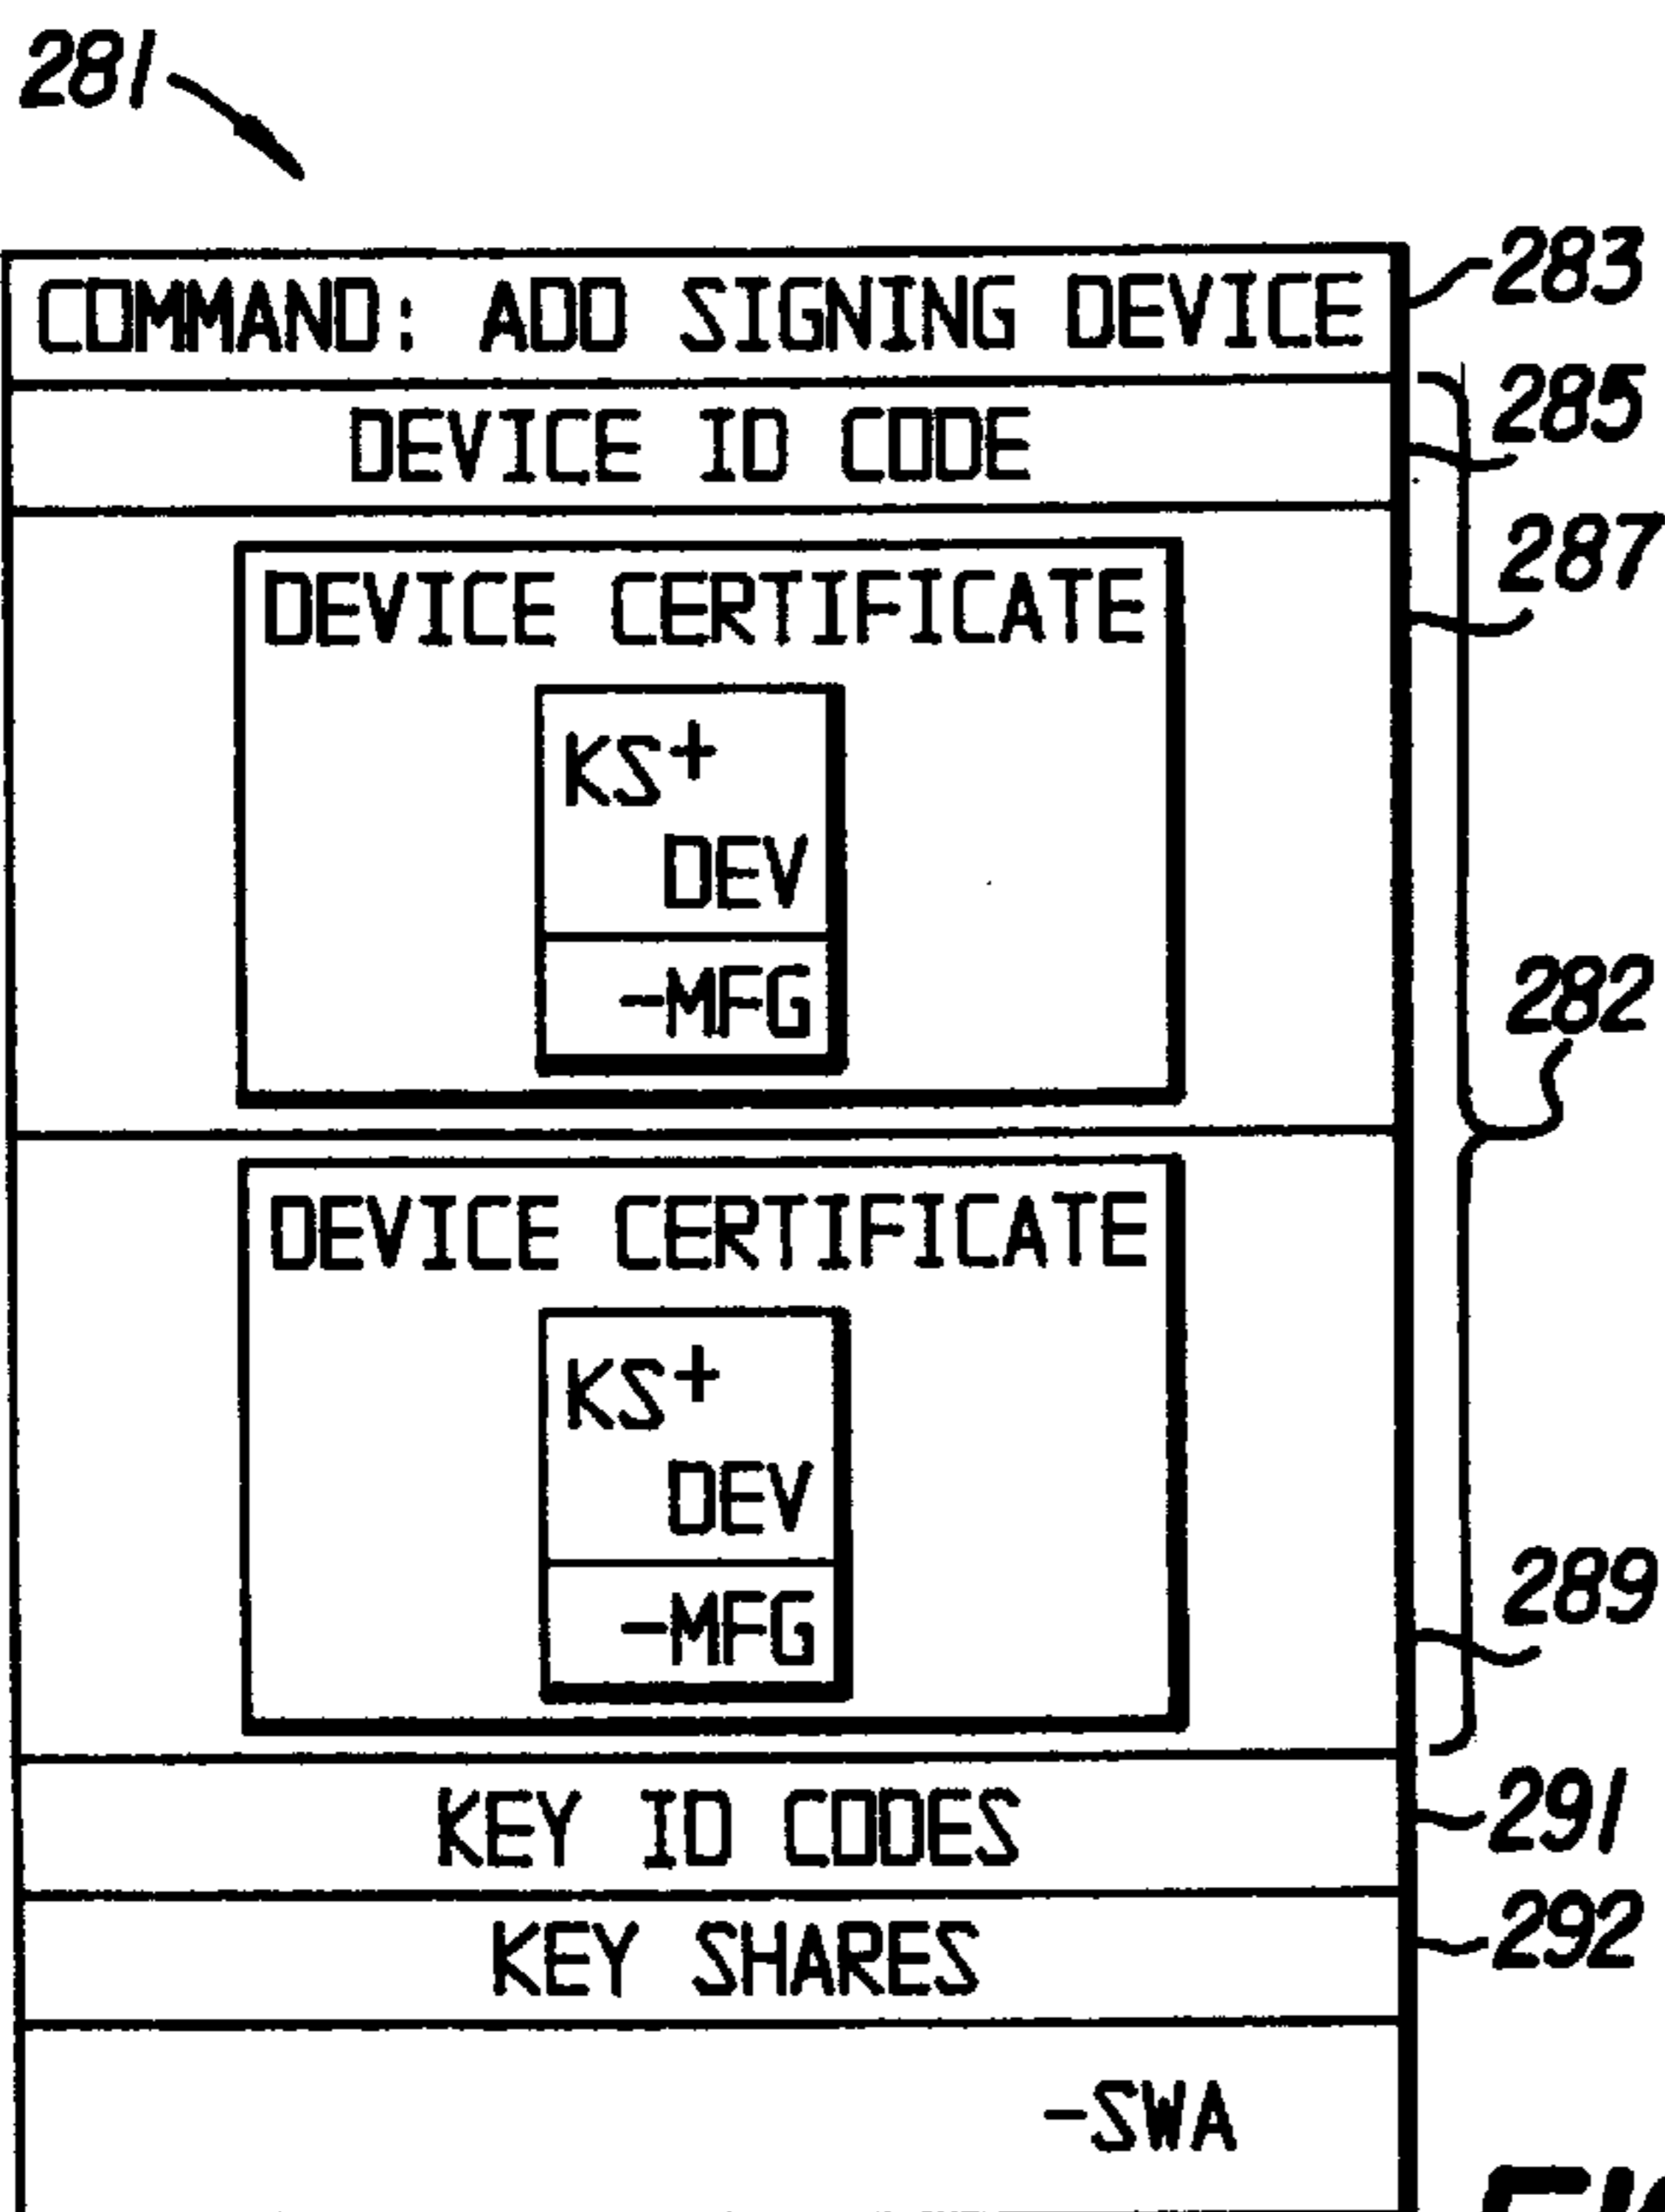 281
COMMAND: ADD SIGNING DEVICE
283
DEVICE ID CODE
285
287
DEVICE CERTIFICATE
KS+
DEV
-MFG
282
DEVICE CERTIFICATE
KS+
DEV
-MFG
289
KEY ID CODES
291
KEY SHARES
292
-SWA